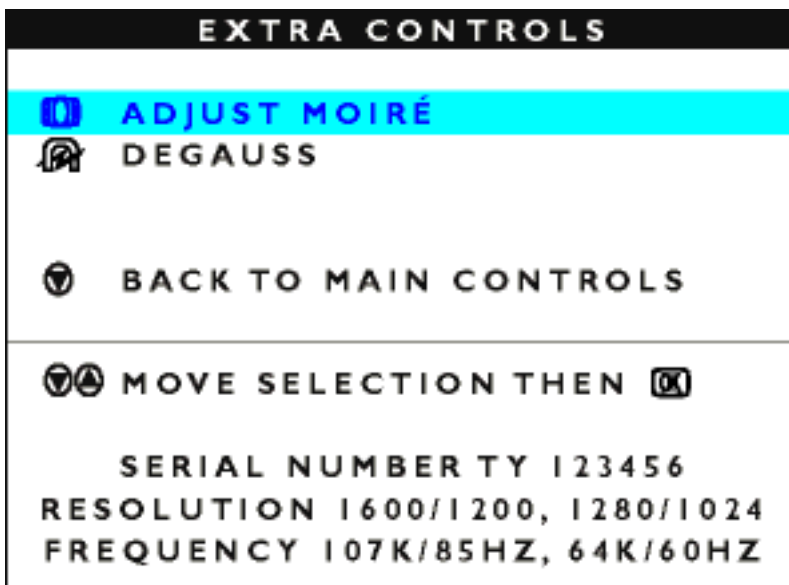 EXTRA CONTROLS
ADJUST MOIRÉ
DEGAUSS
BACK TO MAIN CONTROLS
MOVE SELECTION THEN OK
SERIAL NUMBER TY 123456
RESOLUTION 1600/1200, 1280/1024
FREQUENCY 107K/85HZ, 64K/60HZ